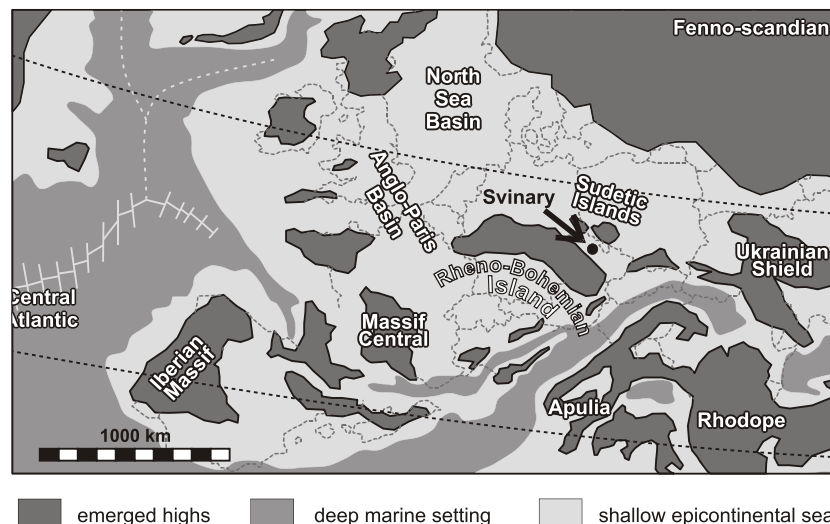 Fenno-scandian
North
Sea
Basin
Anglo-Paris
Basin
Svinary
Sudetic
Islands
Ukrainian
Shield
Rheno-Bohemian
Island
Central
Atlantic
Massif
Central
Iberian
Massif
Apulia
Rhodope
1000 km
emerged highs
deep marine setting
shallow epicontinental sea